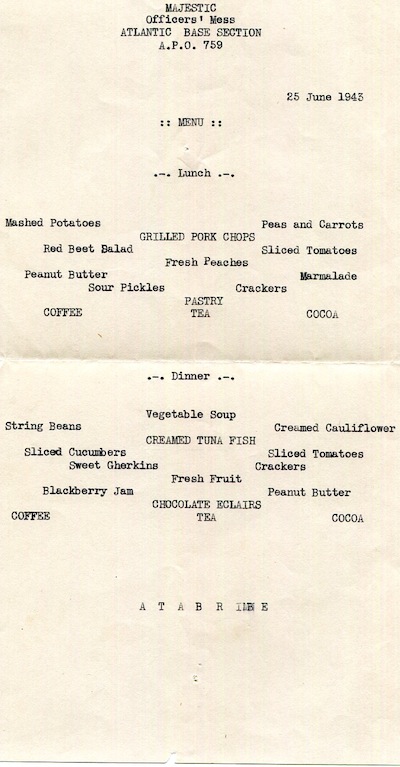 MAJESTIC
Officers' Mess
ATLANTIC BASE SECTION
A.P.O. 759
25 June 1943
:: MENU ::
.-. Lunch .-.
Mashed Potatoes Peas and Carrots
GRILLED PORK CHOPS
Red Beet Salad Sliced Tomatoes
Fresh Peaches
Peanut Butter Marmalade
Sour Pickles Crackers
PASTRY
COFFEE TEA COCOA
.-. Dinner .-.
Vegetable Soup
String Beans Creamed Cauliflower
CREAMED TUNA FISH
Sliced Cucumbers Sliced Tomatoes
Sweet Gherkins Crackers
Fresh Fruit
Blackberry Jam Peanut Butter
CHOCOLATE ECLAIRS
COFFEE TEA COCOA